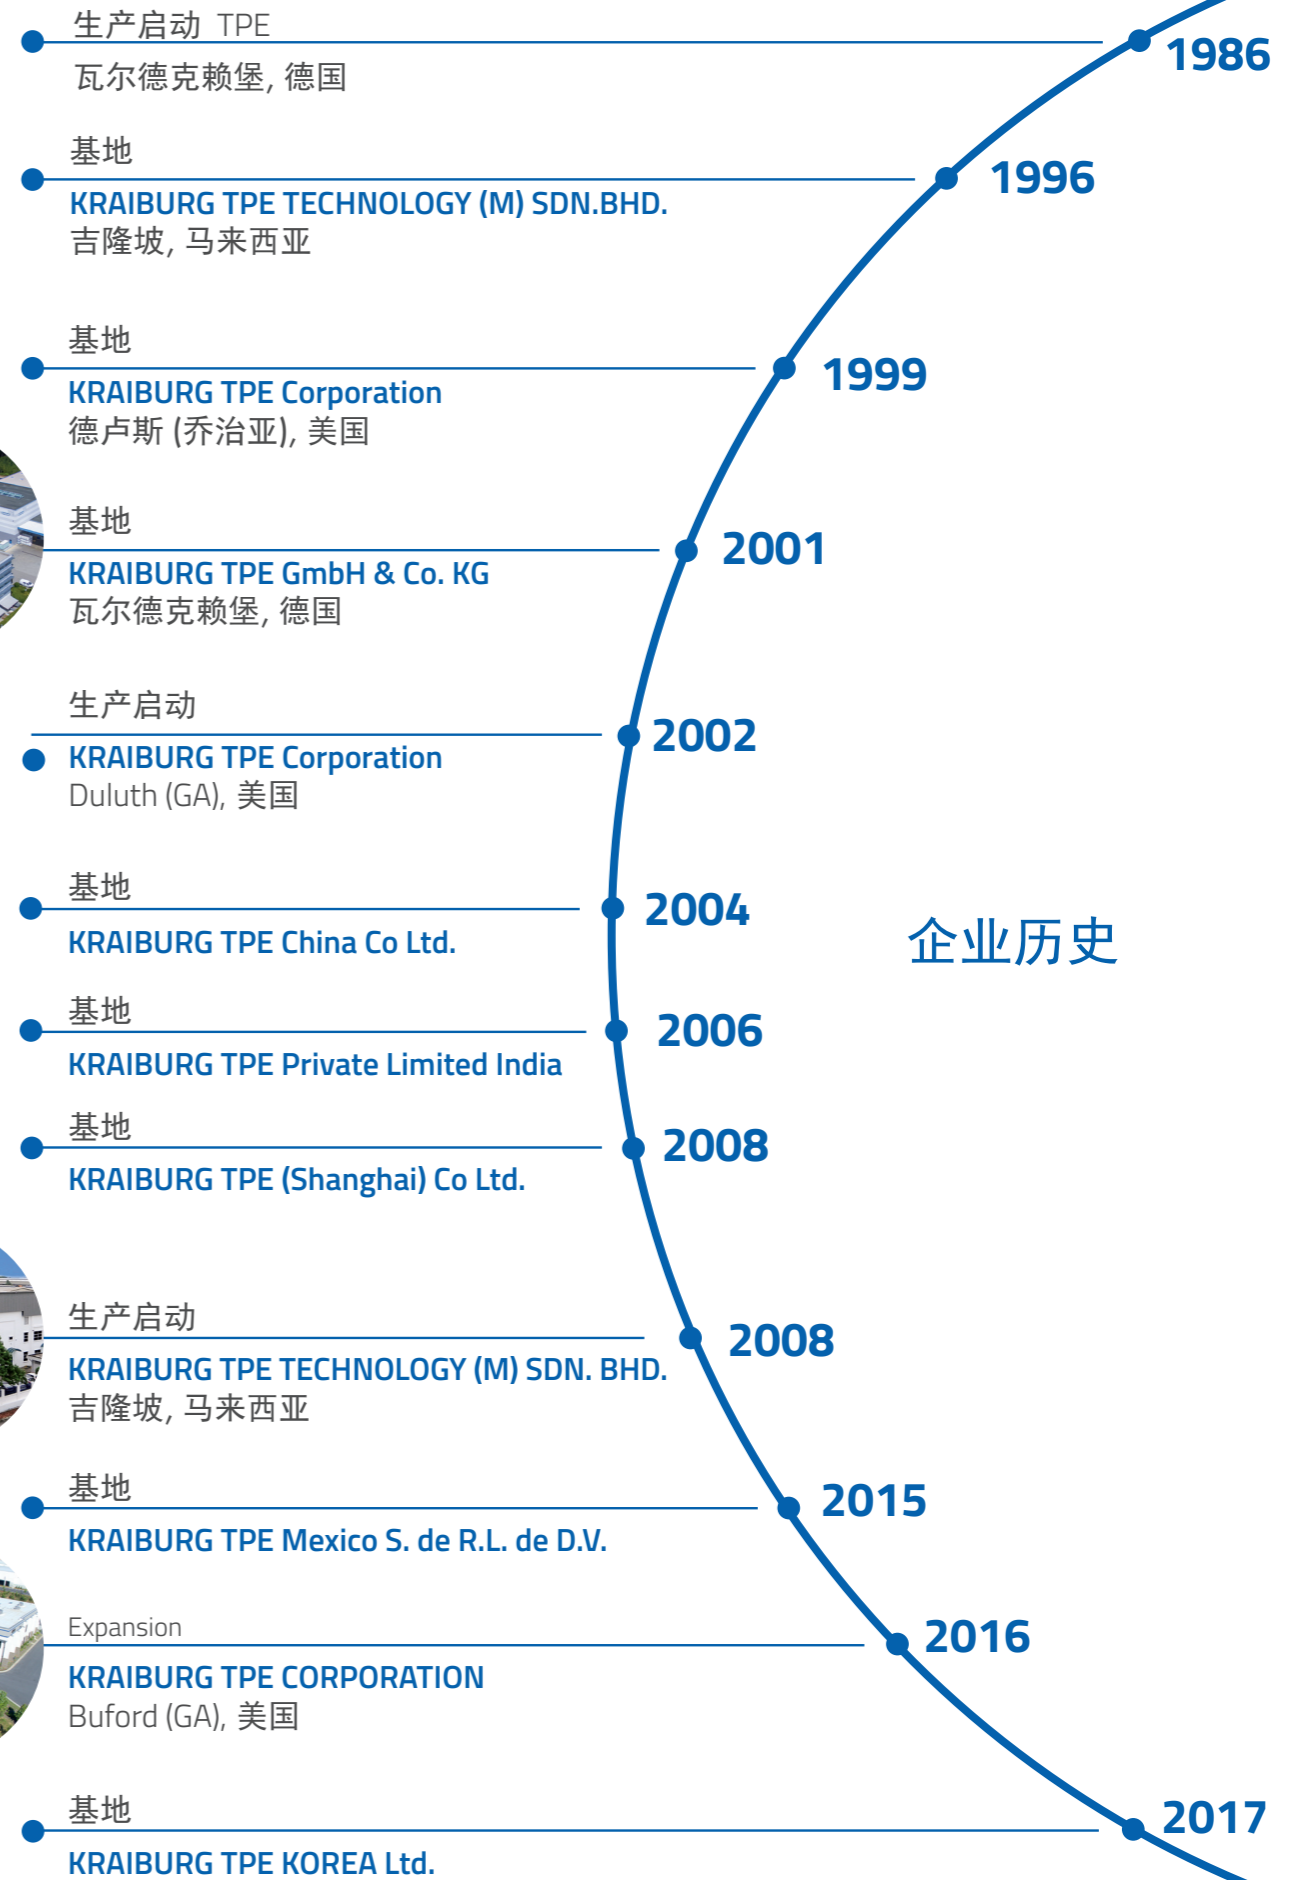 生产启动 TPE
1986
瓦尔德克赖堡, 德国
基地
1996
KRAIBURG TPE TECHNOLOGY (M) SDN.BHD.
吉隆坡, 马来西亚
基地
1999
KRAIBURG TPE Corporation
德卢斯 (乔治亚), 美国
基地
2001
KRAIBURG TPE GmbH & Co. KG
瓦尔德克赖堡, 德国
生产启动
2002
KRAIBURG TPE Corporation
Duluth (GA), 美国
基地
2004
KRAIBURG TPE China Co Ltd.
企业历史
基地
2006
KRAIBURG TPE Private Limited India
基地
2008
KRAIBURG TPE (Shanghai) Co Ltd.
生产启动
2008
KRAIBURG TPE TECHNOLOGY (M) SDN. BHD.
吉隆坡, 马来西亚
基地
2015
KRAIBURG TPE Mexico S. de R.L. de D.V.
Expansion
2016
KRAIBURG TPE CORPORATION
Buford (GA), 美国
基地
2017
KRAIBURG TPE KOREA Ltd.